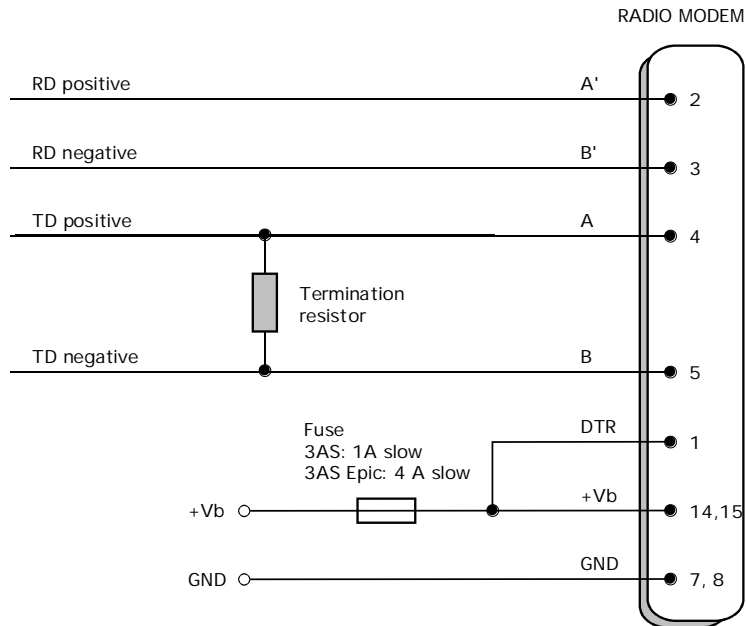 RADIO MODEM
RD positive A' 2
RD negative B' 3
TD positive A 4
Termination
resistor
TD negative B 5
Fuse
3AS: 1A slow
3AS Epic: 4 A slow
DTR 1
+Vb +Vb 14,15
GND GND 7, 8